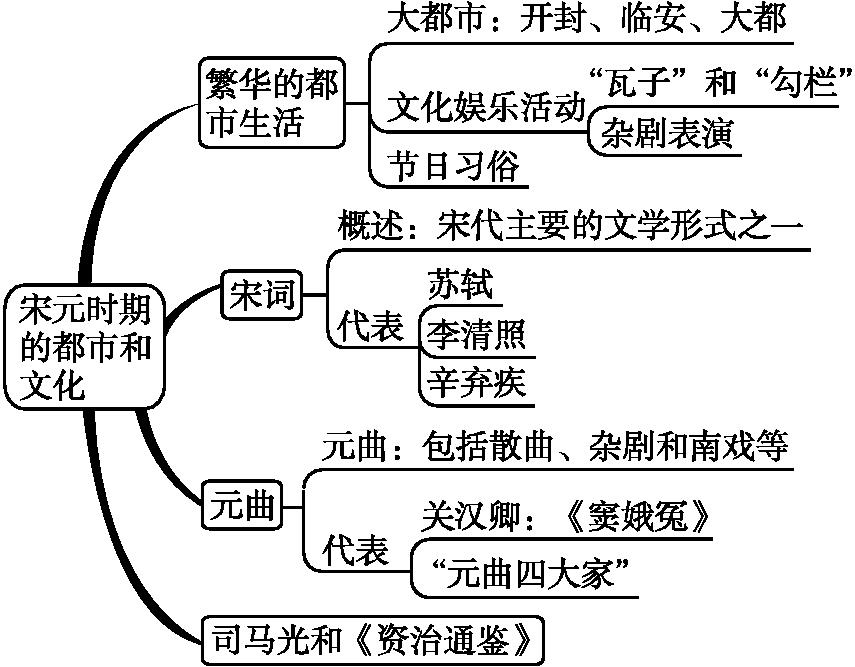 宋元时期
的都市和
文化
繁华的都
市生活
大都市：开封、临安、大都
文化娱乐活动
“瓦子”和“勾栏”
杂剧表演
节日习俗
宋词
概述：宋代主要的文学形式之一
代表
苏轼
李清照
辛弃疾
元曲
元曲：包括散曲、杂剧和南戏等
代表
关汉卿：《窦娥冤》
“元曲四大家”
司马光和《资治通鉴》